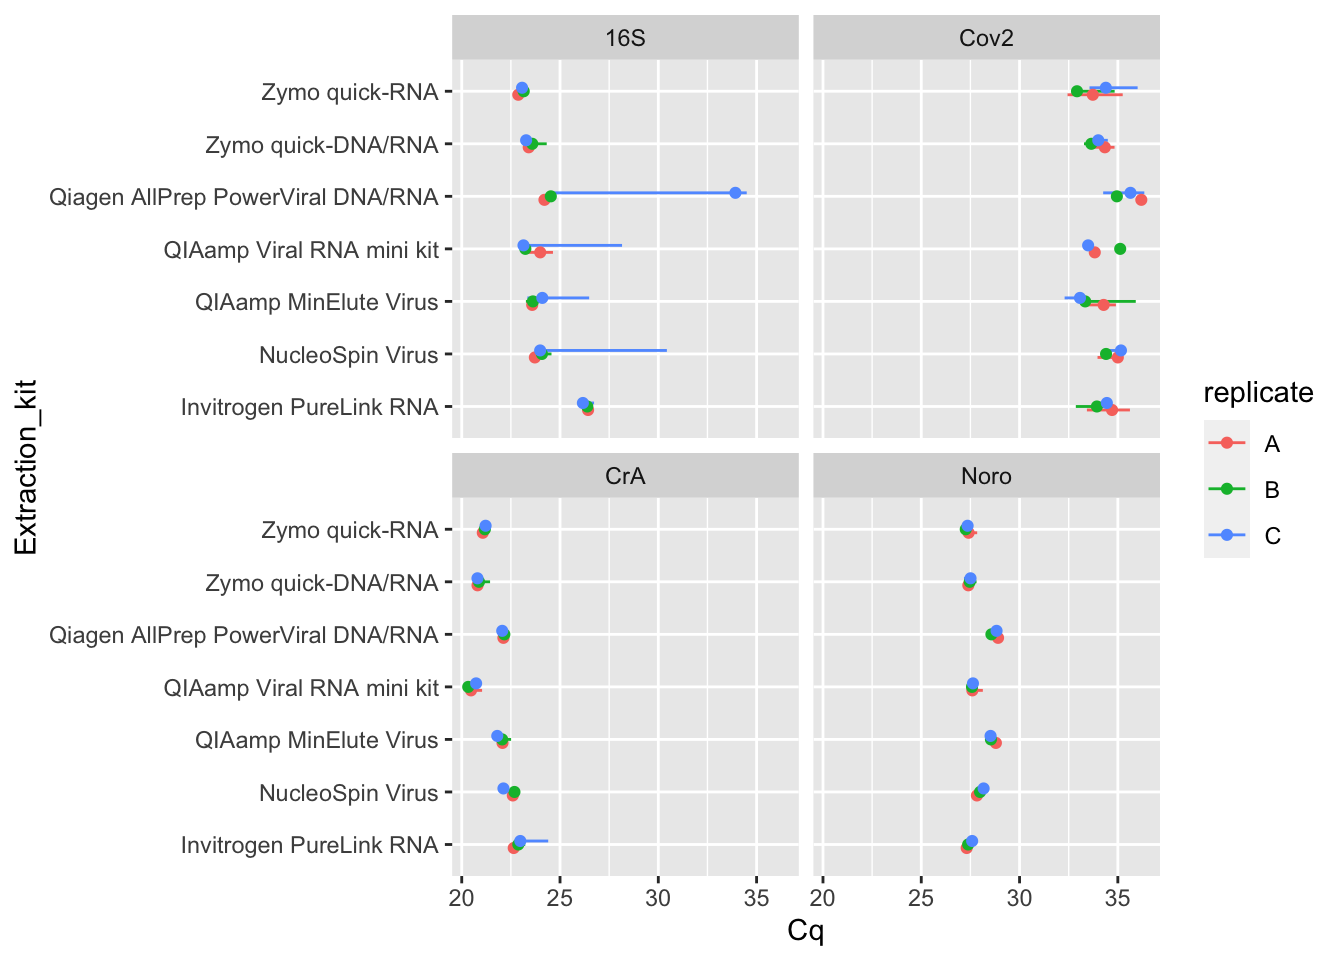 16S
Cov2
Zymo quick-RNA
Zymo quick-DNA/RNA
Qiagen AllPrep PowerViral DNA/RNA
QIAamp Viral RNA mini kit
QIAamp MinElute Virus
NucleoSpin Virus
Invitrogen PureLink RNA
CrA
Noro
Zymo quick-RNA
Zymo quick-DNA/RNA
Qiagen AllPrep PowerViral DNA/RNA
QIAamp Viral RNA mini kit
QIAamp MinElute Virus
NucleoSpin Virus
Invitrogen PureLink RNA
20 25 30 35
20 25 30 35
Cq
Extraction_kit
replicate
A
B
C